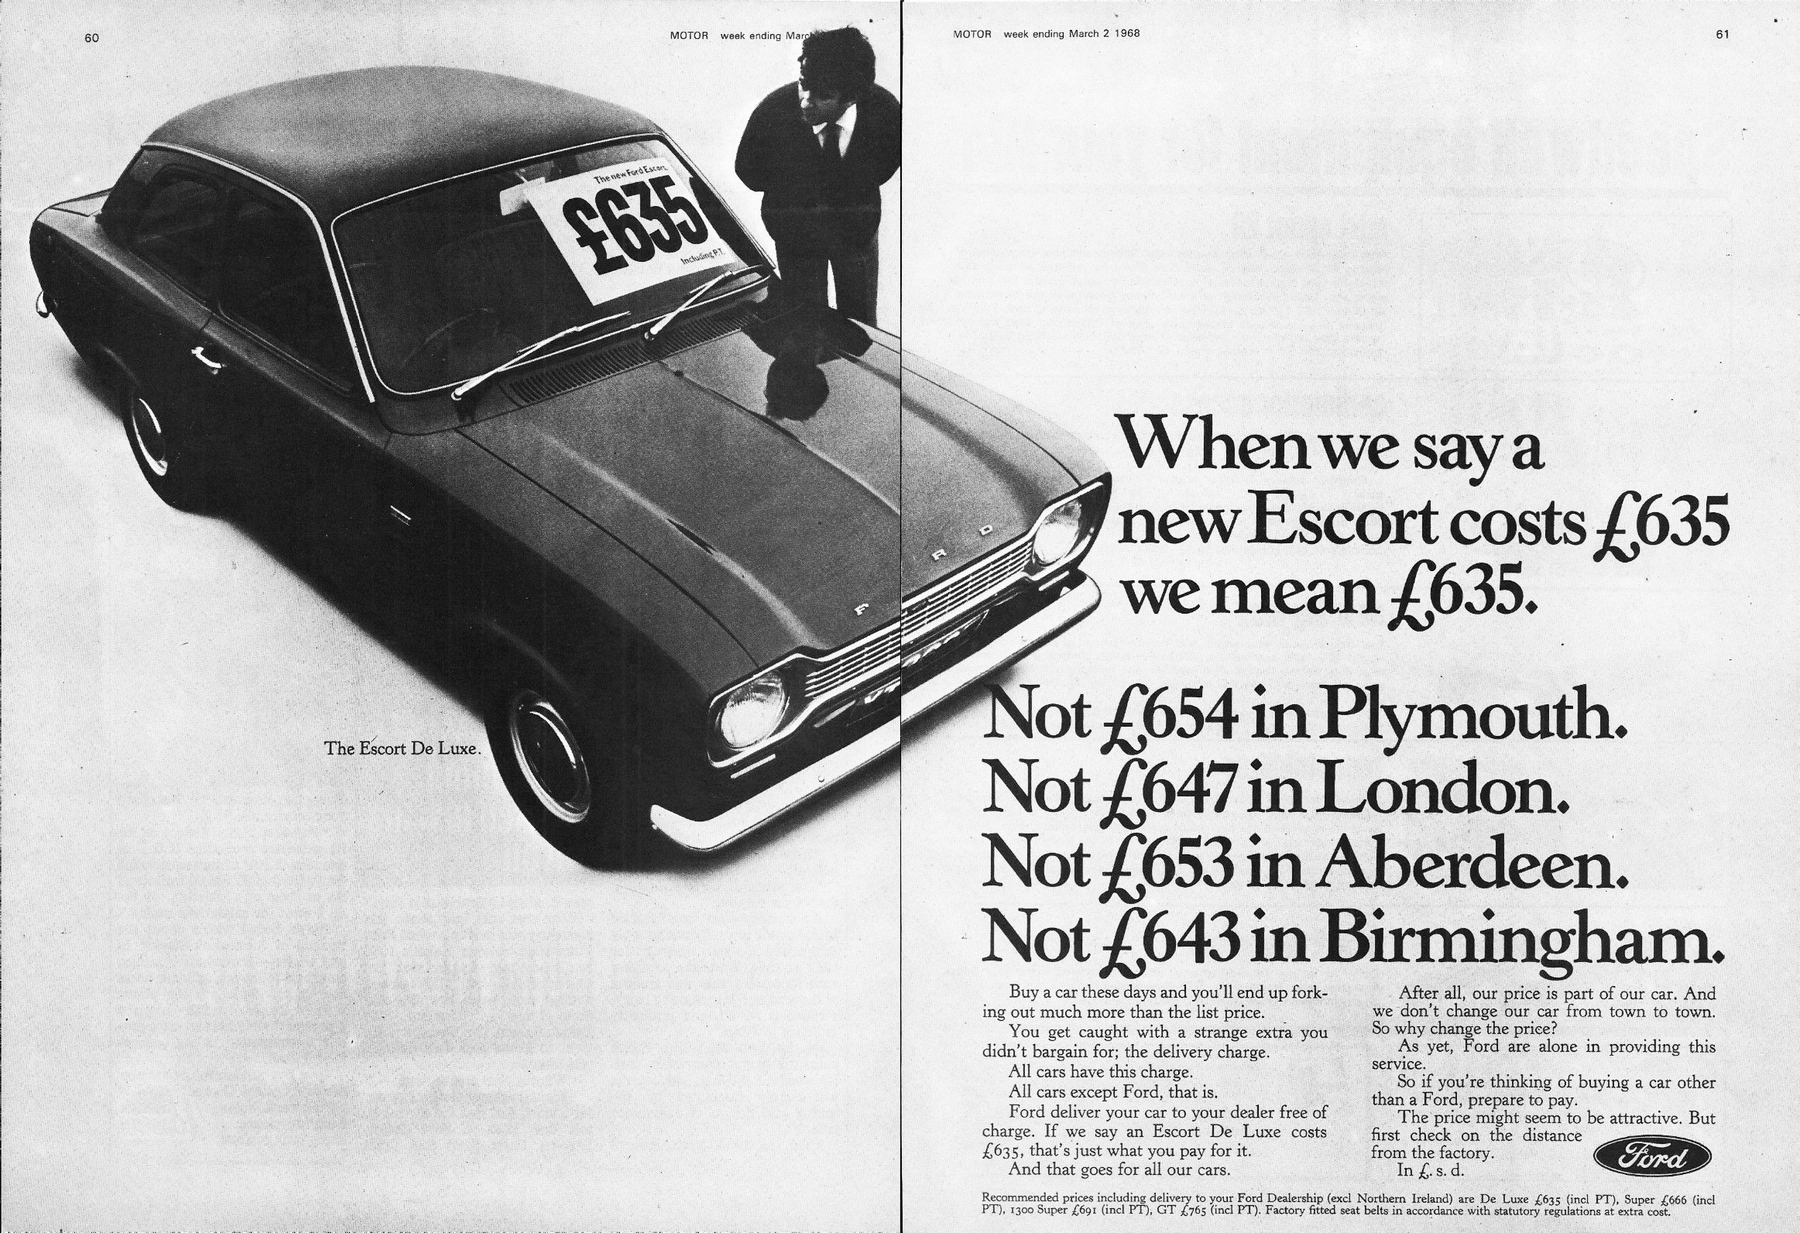 60
MOTOR week ending March
The new Ford Escort.
£635
Including P.T.
F O R D
The Escort De Luxe.
MOTOR week ending March 2 1968
61
When we say a
new Escort costs £635
we mean £635.
Not £654 in Plymouth.
Not £647 in London.
Not £653 in Aberdeen.
Not £643 in Birmingham.
Buy a car these days and you'll end up fork-
ing out much more than the list price.
You get caught with a strange extra you
didn't bargain for; the delivery charge.
All cars have this charge.
All cars except Ford, that is.
Ford deliver your car to your dealer free of
charge. If we say an Escort De Luxe costs
£635, that's just what you pay for it.
And that goes for all our cars.
After all, our price is part of our car. And
we don't change our car from town to town.
So why change the price?
As yet, Ford are alone in providing this
service.
So if you're thinking of buying a car other
than a Ford, prepare to pay.
The price might seem to be attractive. But
first check on the distance
from the factory.
In £. s. d.
Ford
Recommended prices including delivery to your Ford Dealership (excl Northern Ireland) are De Luxe £635 (incl PT), Super £666 (incl
PT), 1300 Super £691 (incl PT), GT £765 (incl PT). Factory fitted seat belts in accordance with statutory regulations at extra cost.